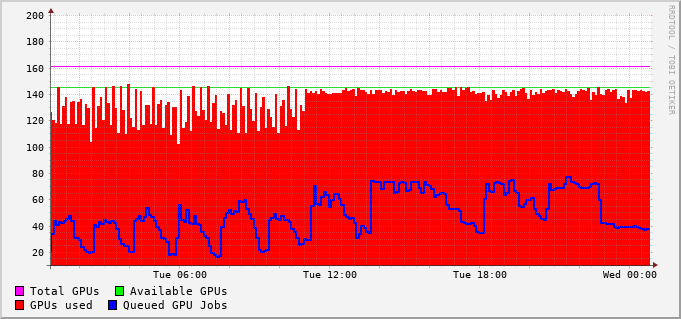 200
180
160
140
120
100
80
60
40
20
Tue 06:00 Tue 12:00 Tue 18:00 Wed 00:00
Total GPUs Available GPUs
GPUs used Queued GPU Jobs
RRDTOOL / TOBI OETIKER